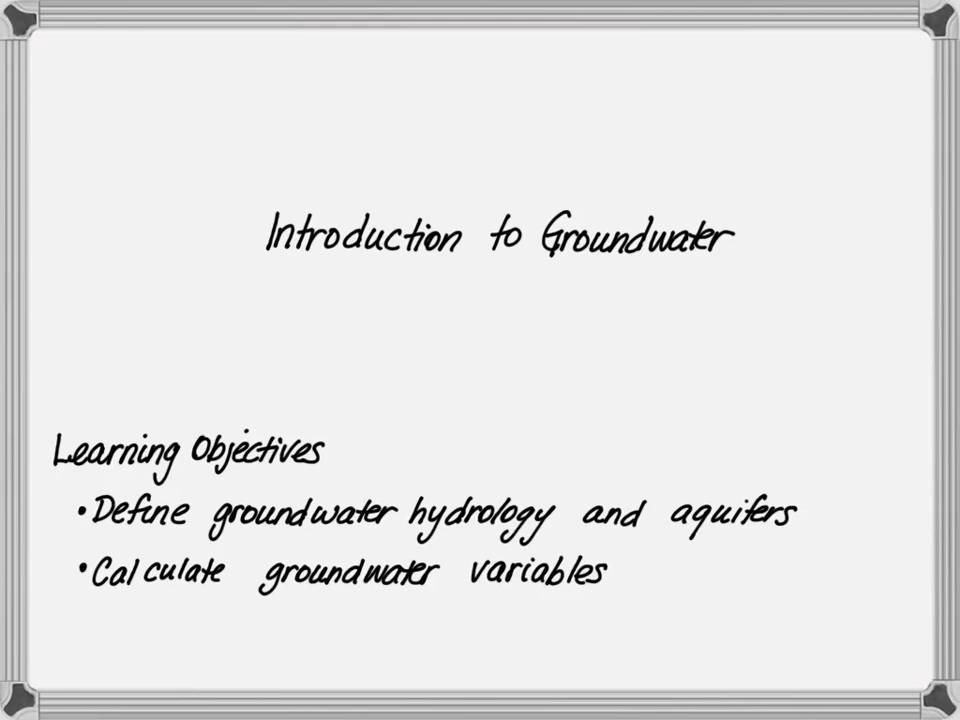 Introduction to Groundwater
Learning Objectives
• Define groundwater hydrology and aquifers
• Calculate groundwater variables